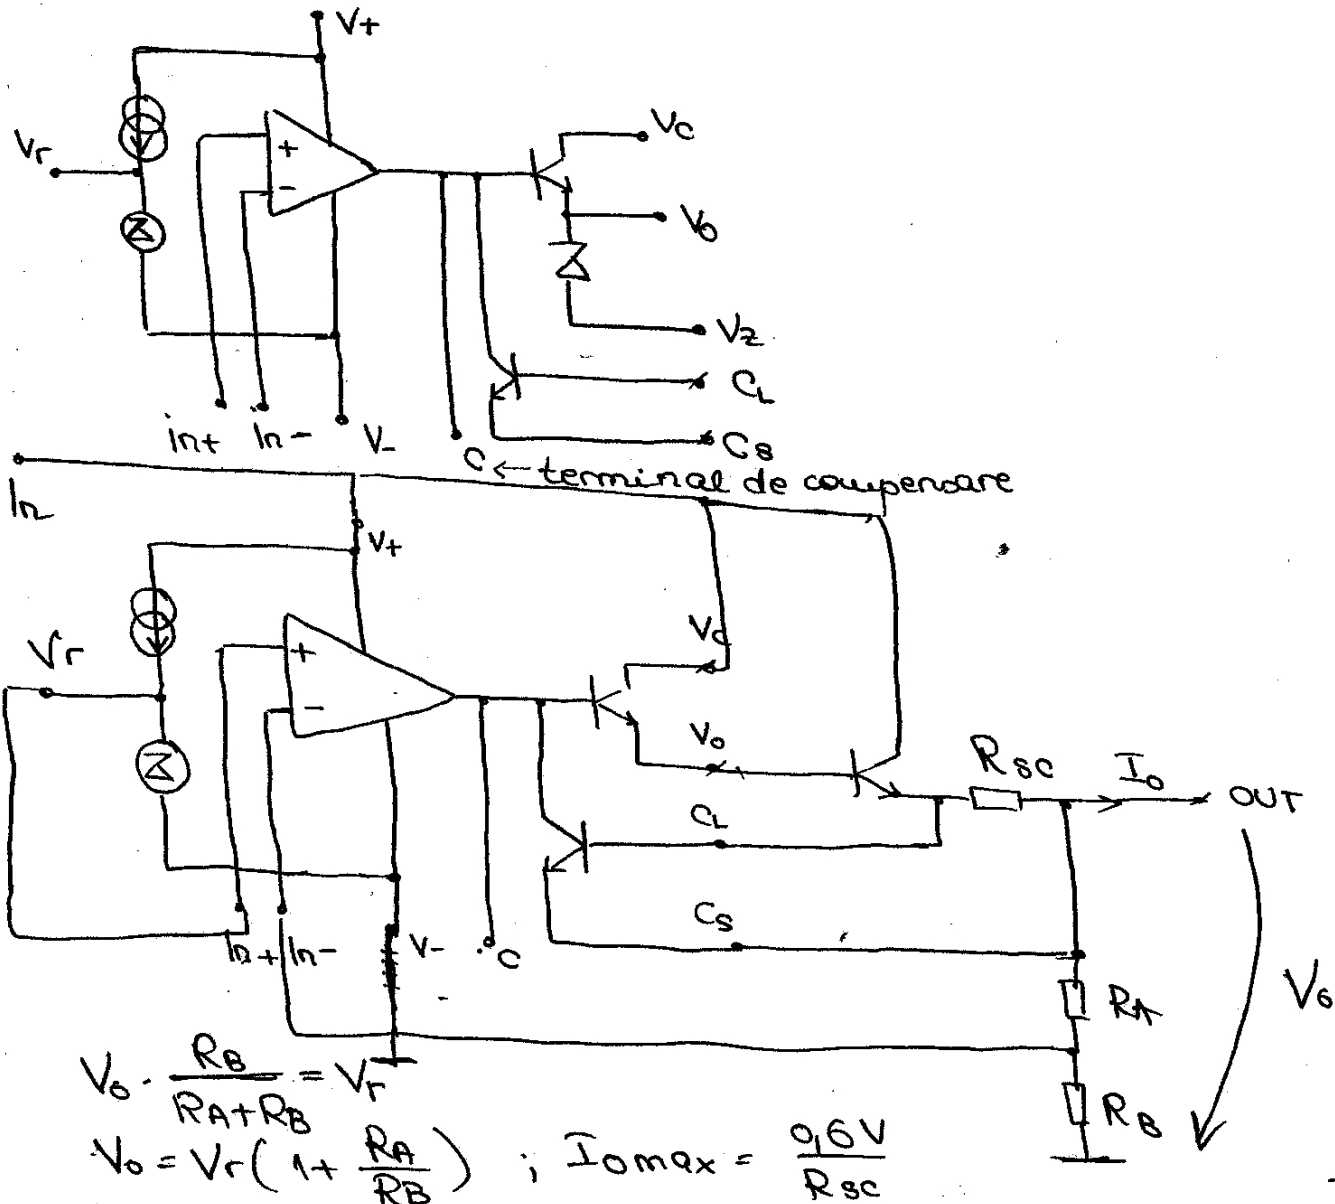 V+
Vr
+
-
Vc
Vo
Vz
CL
Cs
in+ In- V-
C ← terminal de compensare
In
V+
Vr
+
-
Vc
Vo
Rsc
Io
OUT
CL
Cs
In+ In- V- C
RA
Vo
RB
Vo · RB / (RA+RB) = Vr
Vo = Vr(1 + RA/RB) ; Iomax = 0,6V / Rsc